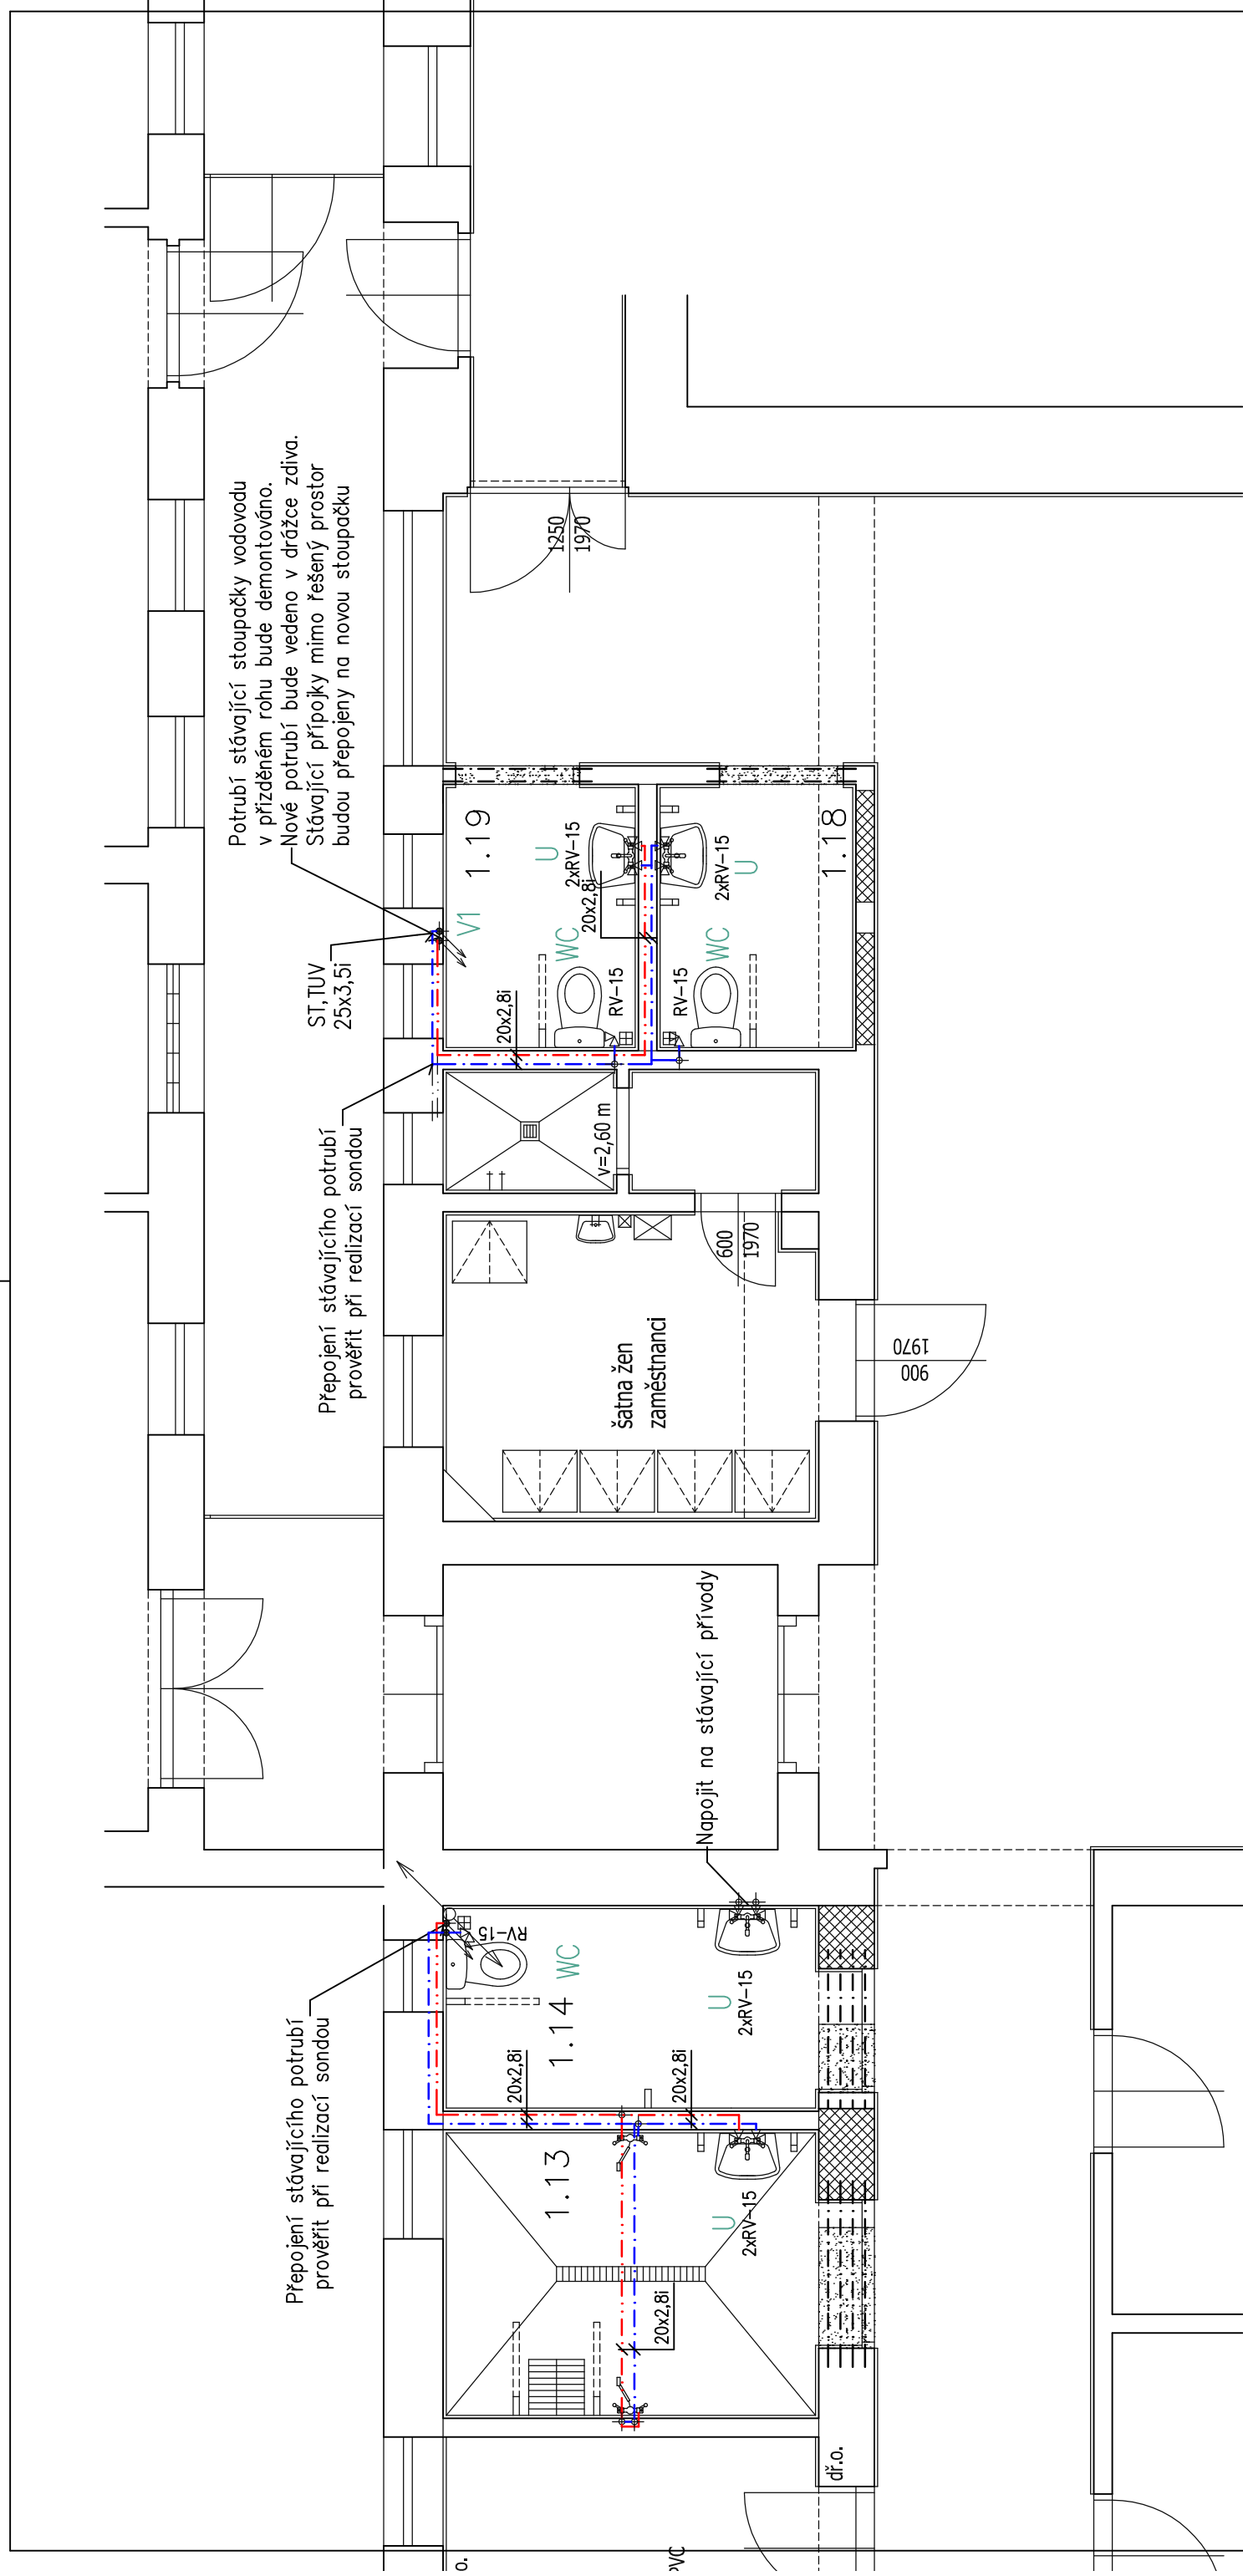 Potrubí stávající stoupačky vodovodu
v přizděném rohu bude demontováno.
Nové potrubí bude vedeno v drážce zdiva.
Stávající přípojky mimo řešený prostor
budou přepojeny na novou stoupačku
ST,TUV
25x3,5i
Přepojení stávajícího potrubí
prověřit při realizací sondou
V1
1.19
U
2xRV-15
20x2,8i
WC
RV-15
20x2,8i
1250
1970
1.18
U
2xRV-15
WC
RV-15
v=2,60 m
600
1970
šatna žen
zaměstnanci
900
1970
Napojit na stávající přívody
Přepojení stávajícího potrubí
prověřit při realizací sondou
RV-15
WC
1.14
U
2xRV-15
20x2,8i
20x2,8i
1.13
U
2xRV-15
20x2,8i
dř.o.
o.
PVC